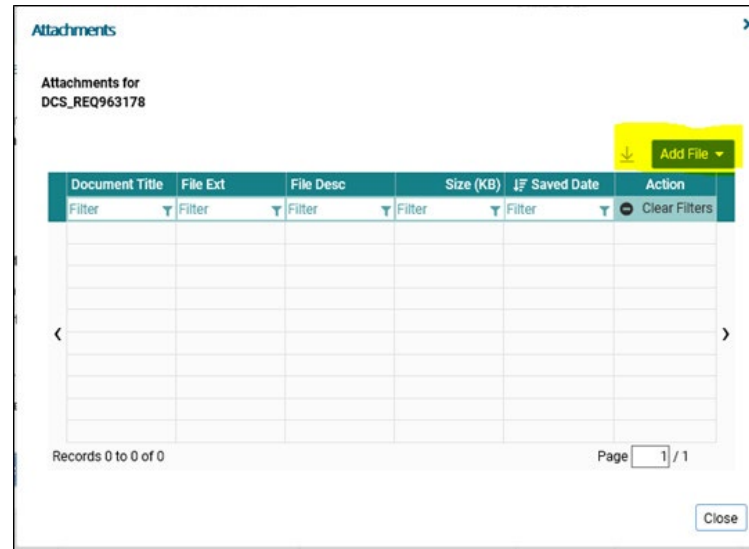 Attachments
Attachments for
DCS_REQ963178
Add File
Document Title File Ext File Desc Size (KB) Saved Date Action
Filter Filter Filter Filter Filter Clear Filters
Records 0 to 0 of 0 Page 1 / 1
Close